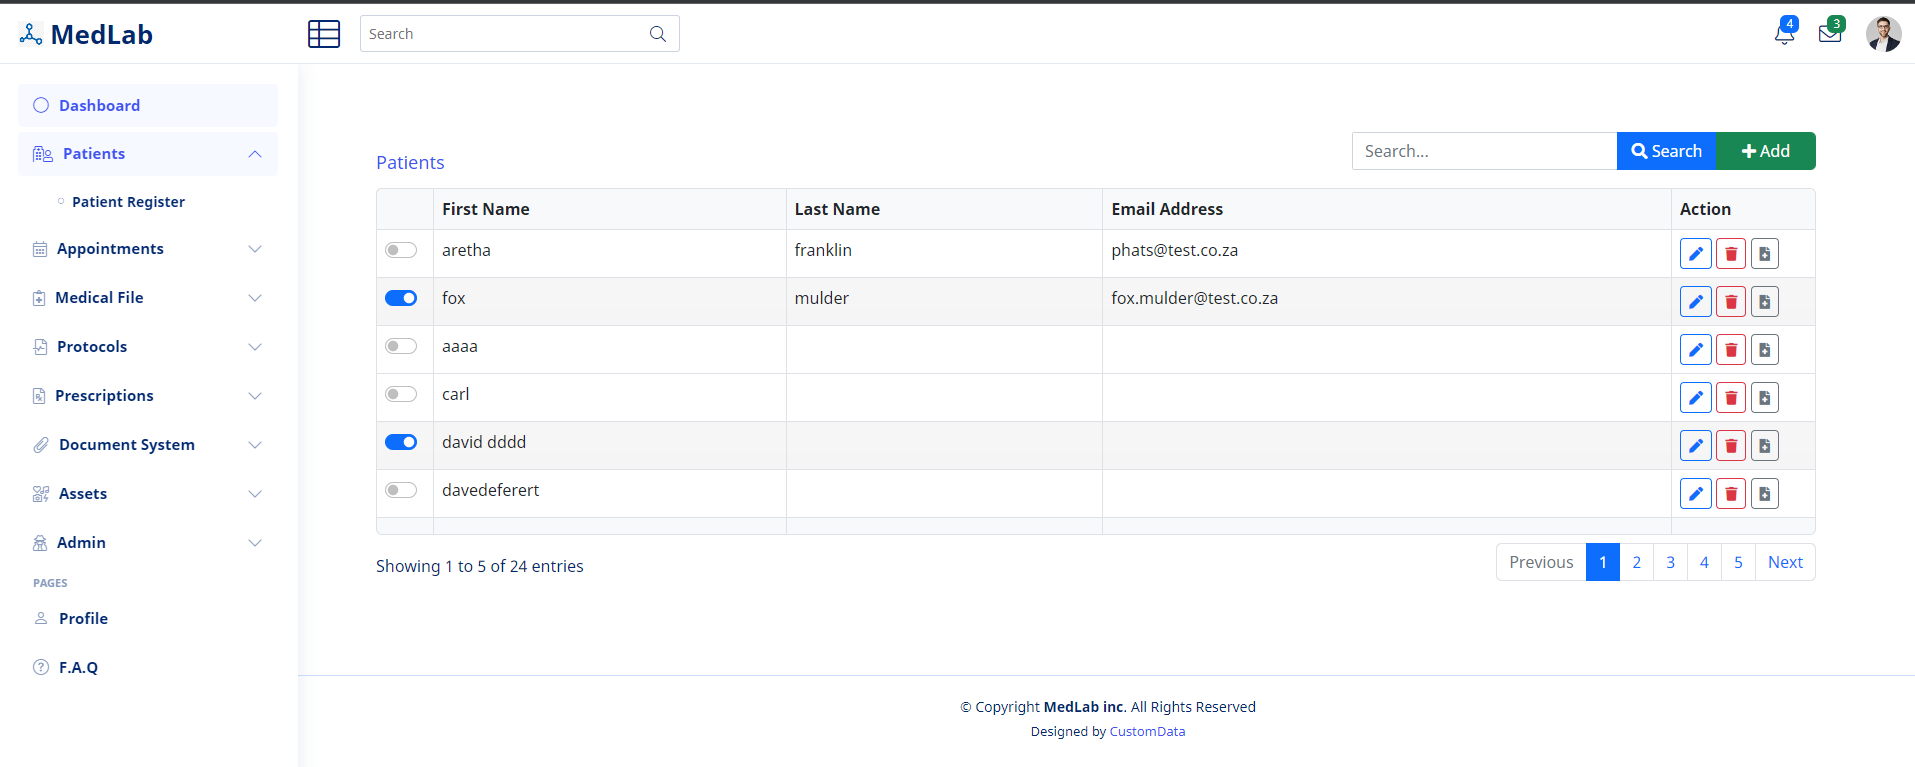 MedLab
Search
4
3
Dashboard
Patients
Patient Register
Appointments
Medical File
Protocols
Prescriptions
Document System
Assets
Admin
PAGES
Profile
F.A.Q
Patients
Search...
Search
Add
First Name Last Name Email Address Action
aretha franklin phats@test.co.za
fox mulder fox.mulder@test.co.za
aaaa
carl
david dddd
davedeferert
Showing 1 to 5 of 24 entries
Previous 1 2 3 4 5 Next
© Copyright MedLab inc. All Rights Reserved
Designed by CustomData